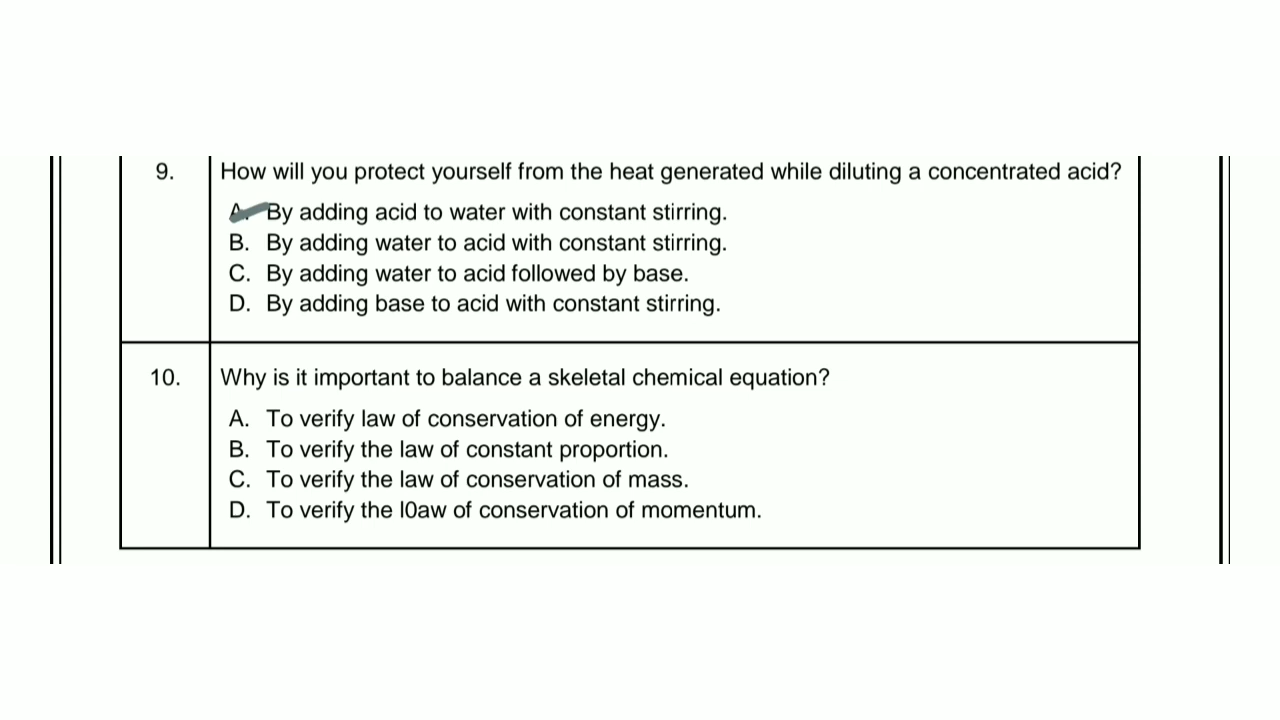 9. How will you protect yourself from the heat generated while diluting a concentrated acid?
A. By adding acid to water with constant stirring.
B. By adding water to acid with constant stirring.
C. By adding water to acid followed by base.
D. By adding base to acid with constant stirring.
10. Why is it important to balance a skeletal chemical equation?
A. To verify law of conservation of energy.
B. To verify the law of constant proportion.
C. To verify the law of conservation of mass.
D. To verify the l0aw of conservation of momentum.